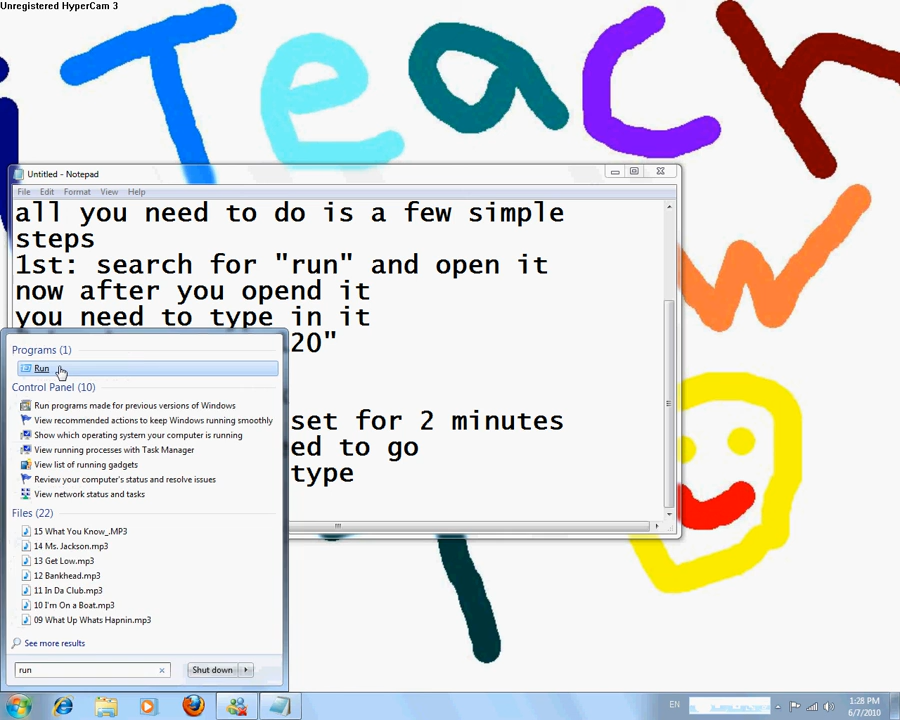 Unregistered HyperCam 3
i Teach
Untitled - Notepad
File Edit Format View Help
all you need to do is a few simple
steps
1st: search for "run" and open it
now after you opend it
you need to type in it
20"
set for 2 minutes
ed to go
type
w
Programs (1)
Run
Control Panel (10)
Run programs made for previous versions of Windows
View recommended actions to keep Windows running smoothly
Show which operating system your computer is running
View running processes with Task Manager
View list of running gadgets
Review your computer's status and resolve issues
View network status and tasks
Files (22)
15 What You Know_.MP3
14 Ms. Jackson.mp3
13 Get Low.mp3
12 Bankhead.mp3
11 In Da Club.mp3
10 I'm On a Boat.mp3
09 What Up Whats Hapnin.mp3
See more results
run
Shut down
EN
1:28 PM
6/7/2010